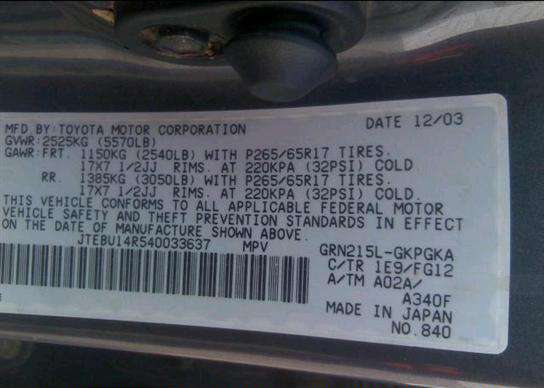 MFD BY: TOYOTA MOTOR CORPORATION DATE 12/03
GVWR: 2525KG (5570LB)
GAWR: FRT. 1150KG (2540LB) WITH P265/65R17 TIRES.
17X7 1/2JJ RIMS. AT 220KPA (32PSI) COLD
RR. 1385KG (3050LB) WITH P265/65R17 TIRES.
17X7 1/2JJ RIMS. AT 220KPA (32PSI) COLD
THIS VEHICLE CONFORMS TO ALL APPLICABLE FEDERAL MOTOR
VEHICLE SAFETY AND THEFT PREVENTION STANDARDS IN EFFECT
ON THE DATE OF MANUFACTURE SHOWN ABOVE.
JTEBU14R540033637 MPV GRN215L-GKPGKA
C/TR 1E9/FG12
A/TM A02A/
A340F
MADE IN JAPAN
NO.840